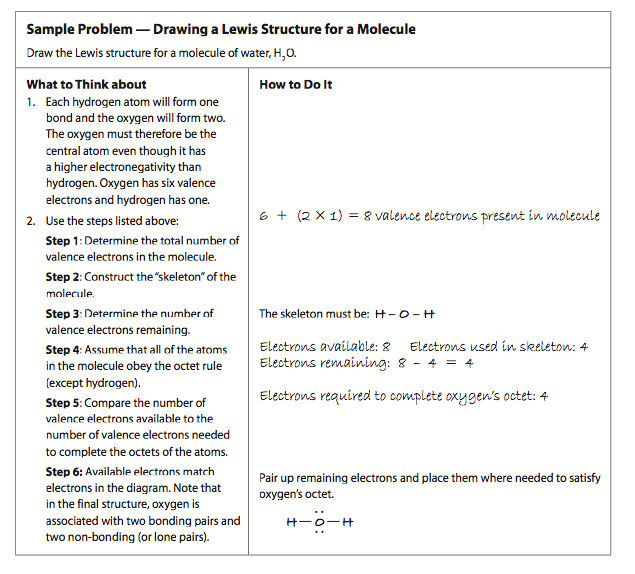 Sample Problem — Drawing a Lewis Structure for a Molecule
Draw the Lewis structure for a molecule of water, H₂O.
What to Think about
1. Each hydrogen atom will form one
bond and the oxygen will form two.
The oxygen must therefore be the
central atom even though it has
a higher electronegativity than
hydrogen. Oxygen has six valence
electrons and hydrogen has one.
2. Use the steps listed above:
Step 1: Determine the total number of
valence electrons in the molecule.
Step 2: Construct the "skeleton" of the
molecule.
Step 3: Determine the number of
valence electrons remaining.
Step 4: Assume that all of the atoms
in the molecule obey the octet rule
(except hydrogen).
Step 5: Compare the number of
valence electrons available to the
number of valence electrons needed
to complete the octets of the atoms.
Step 6: Available electrons match
electrons in the diagram. Note that
in the final structure, oxygen is
associated with two bonding pairs and
two non-bonding (or lone pairs).
How to Do It
6 + (2 × 1) = 8 valence electrons present in molecule
The skeleton must be: H – O – H
Electrons available: 8 Electrons used in skeleton: 4
Electrons remaining: 8 - 4 = 4
Electrons required to complete oxygen's octet: 4
Pair up remaining electrons and place them where needed to satisfy
oxygen's octet.
H—O—H